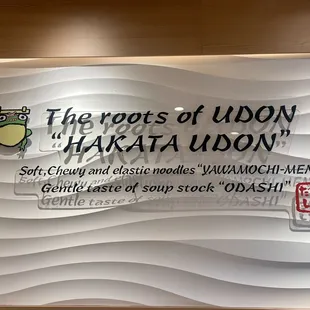 The roots of UDON
"HAKATA UDON"
Soft, Chewy and elastic noodles "YAWAMOCHI-MEN
Gentle taste of soup stock "ODASHI"